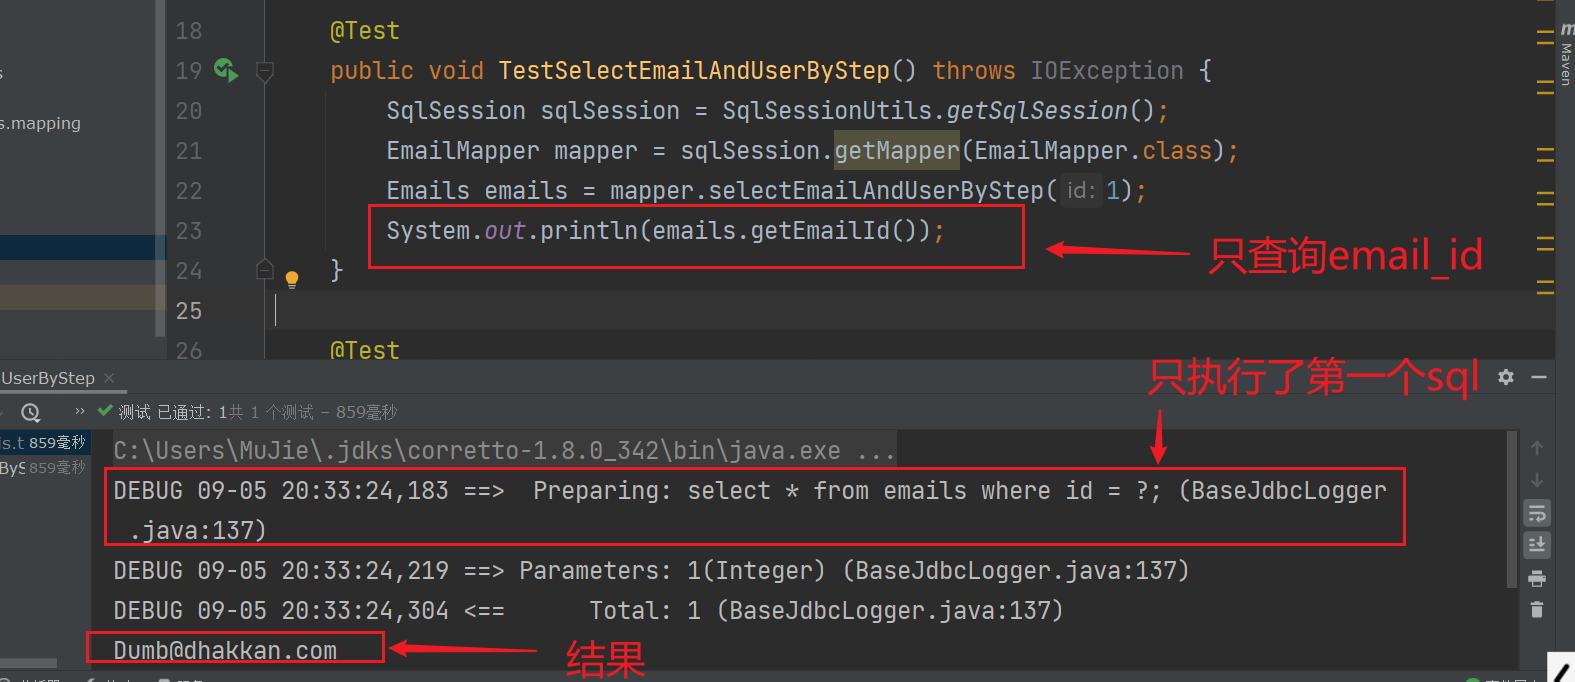 18 @Test
19 public void TestSelectEmailAndUserByStep() throws IOException {
20 SqlSession sqlSession = SqlSessionUtils.getSqlSession();
s.mapping
21 EmailMapper mapper = sqlSession.getMapper(EmailMapper.class);
22 Emails emails = mapper.selectEmailAndUserByStep( id: 1);
23 System.out.println(emails.getEmailId());
只查询email_id
24 }
25
26 @Test
Maven
只执行了第一个sql
UserByStep ×
» 测试 已通过: 1共 1 个测试 – 859毫秒
s.t 859毫秒
ByS 859毫秒
C:\Users\MuJie\.jdks\corretto-1.8.0_342\bin\java.exe ...
DEBUG 09-05 20:33:24,183 ==>  Preparing: select * from emails where id = ?; (BaseJdbcLogger
.java:137)
DEBUG 09-05 20:33:24,219 ==> Parameters: 1(Integer) (BaseJdbcLogger.java:137)
DEBUG 09-05 20:33:24,304 <==      Total: 1 (BaseJdbcLogger.java:137)
Dumb@dhakkan.com
结果